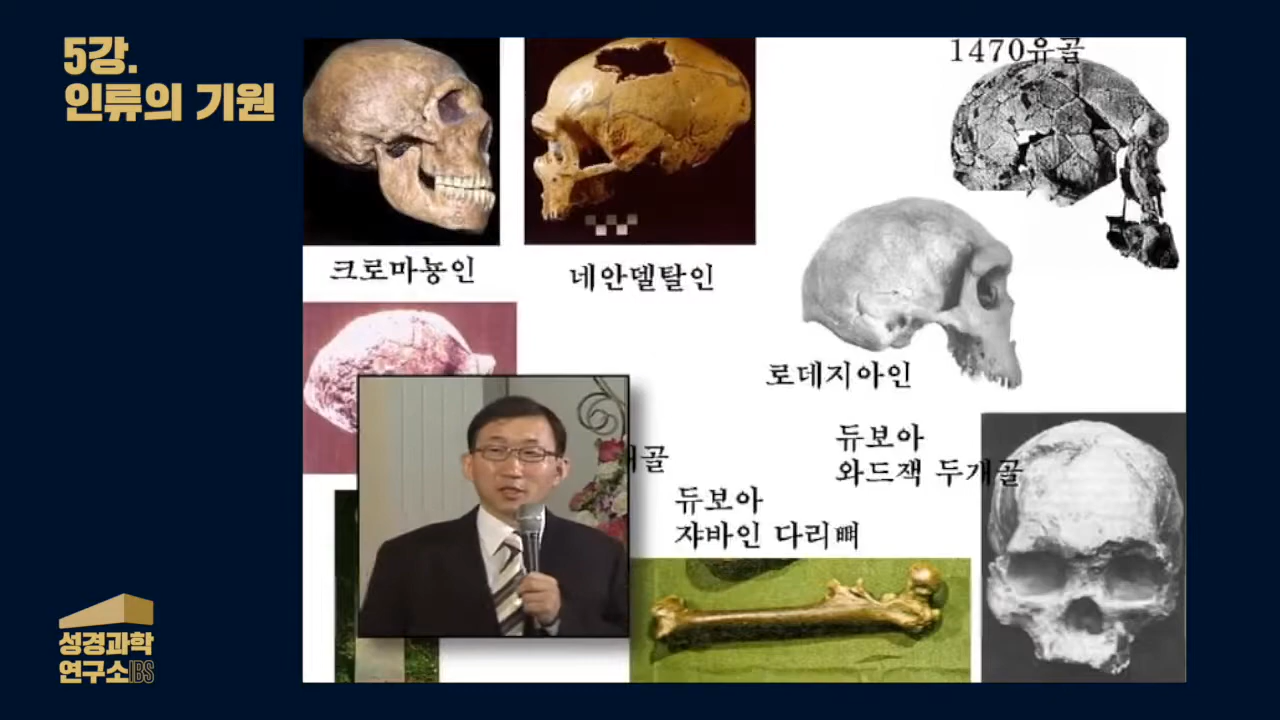 5강.
인류의 기원
1470유골
크로마뇽인
네안델탈인
로데지아인
개골
듀보아
와드잭 두개골
듀보아
쟈바인 다리뼈
성경과학
연구소IBS